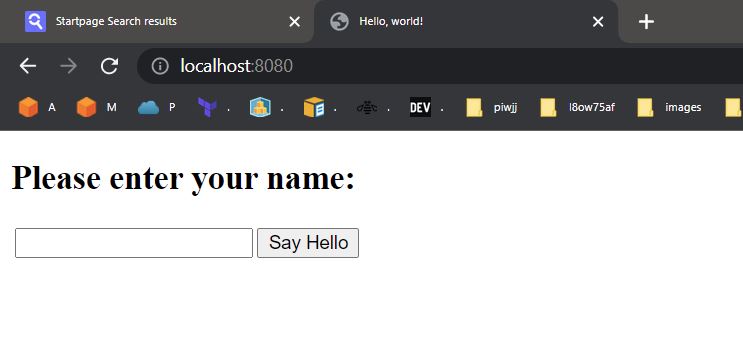 Startpage Search results
Hello, world!
localhost:8080
A M P . . . . DEV . piwjj l8ow75af images
Please enter your name:
Say Hello